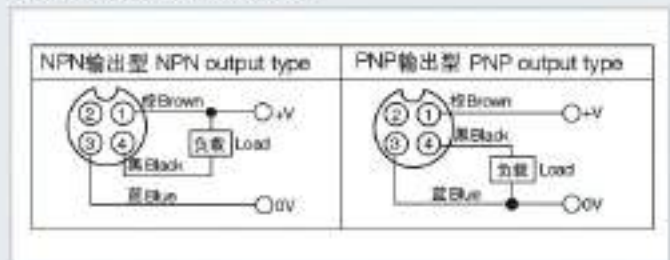 NPN输出型 NPN output type
棕Brown
2 1
+V
3 4
负载 Load
黑Black
蓝Blue
0V
PNP输出型 PNP output type
棕Brown
2 1
+V
黑Black
3 4
负载 Load
蓝Blue
0V